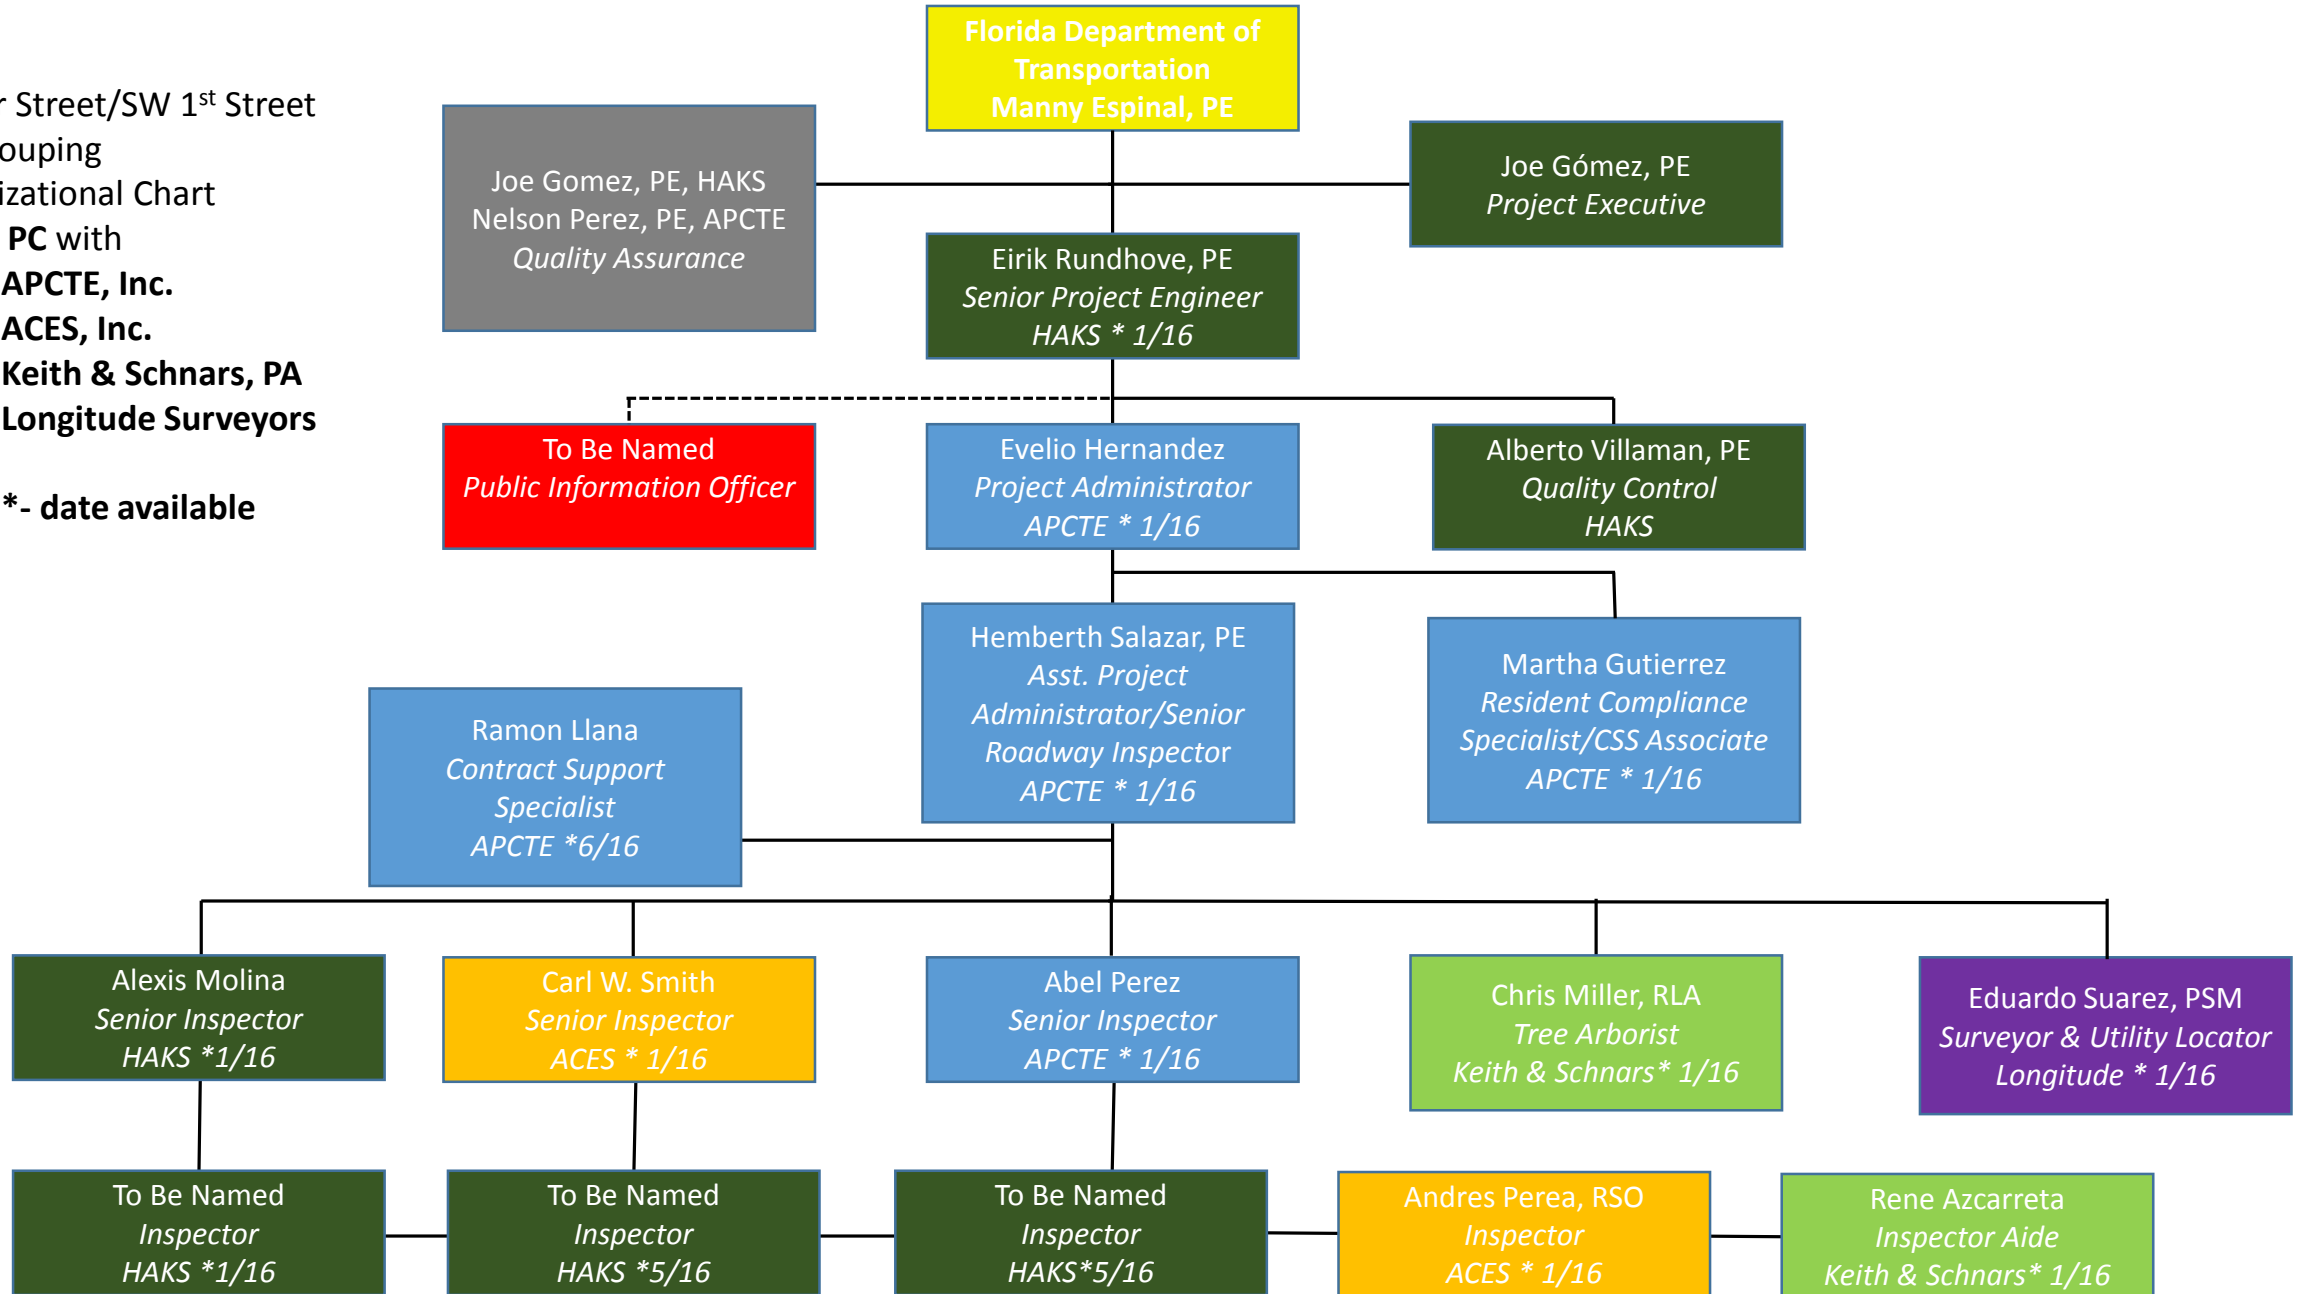 Florida Department of
Transportation
Manny Espinal, PE
r Street/SW 1st Street
ouping
izational Chart
PC with
APCTE, Inc.
ACES, Inc.
Keith & Schnars, PA
Longitude Surveyors
*- date available
Joe Gomez, PE, HAKS
Nelson Perez, PE, APCTE
Quality Assurance
Joe Gómez, PE
Project Executive
Eirik Rundhove, PE
Senior Project Engineer
HAKS * 1/16
To Be Named
Public Information Officer
Evelio Hernandez
Project Administrator
APCTE * 1/16
Alberto Villaman, PE
Quality Control
HAKS
Hemberth Salazar, PE
Asst. Project
Administrator/Senior
Roadway Inspector
APCTE * 1/16
Martha Gutierrez
Resident Compliance
Specialist/CSS Associate
APCTE * 1/16
Ramon Llana
Contract Support
Specialist
APCTE *6/16
Alexis Molina
Senior Inspector
HAKS *1/16
Carl W. Smith
Senior Inspector
ACES * 1/16
Abel Perez
Senior Inspector
APCTE * 1/16
Chris Miller, RLA
Tree Arborist
Keith & Schnars* 1/16
Eduardo Suarez, PSM
Surveyor & Utility Locator
Longitude * 1/16
To Be Named
Inspector
HAKS *1/16
To Be Named
Inspector
HAKS *5/16
To Be Named
Inspector
HAKS*5/16
Andres Perea, RSO
Inspector
ACES * 1/16
Rene Azcarreta
Inspector Aide
Keith & Schnars* 1/16